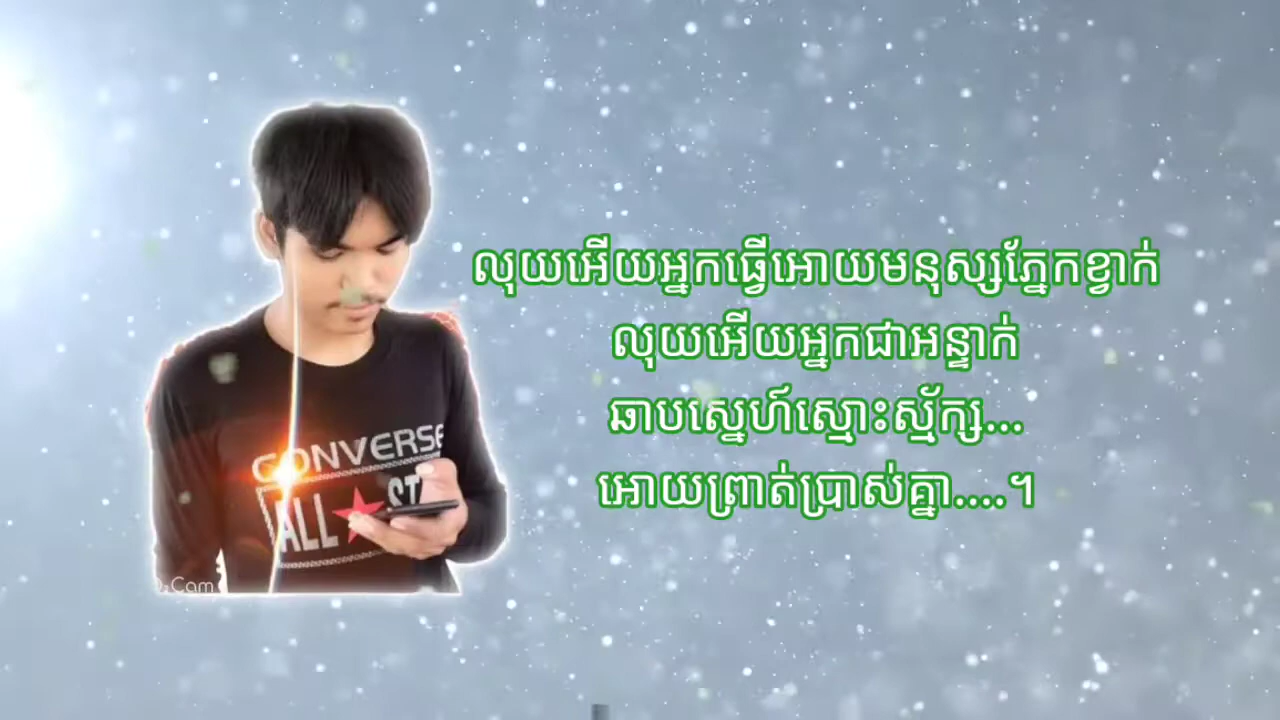 លុយអើយអ្នកធ្វើអោយមនុស្សភ្នែកខ្វាក់
លុយអើយអ្នកជាអន្ទាក់
ឆាបស្នេហ៍ស្មោះស្ម័ក្ស...
អោយព្រាត់ប្រាស់គ្នា....។
CONVERSE
ALL ST
Cam